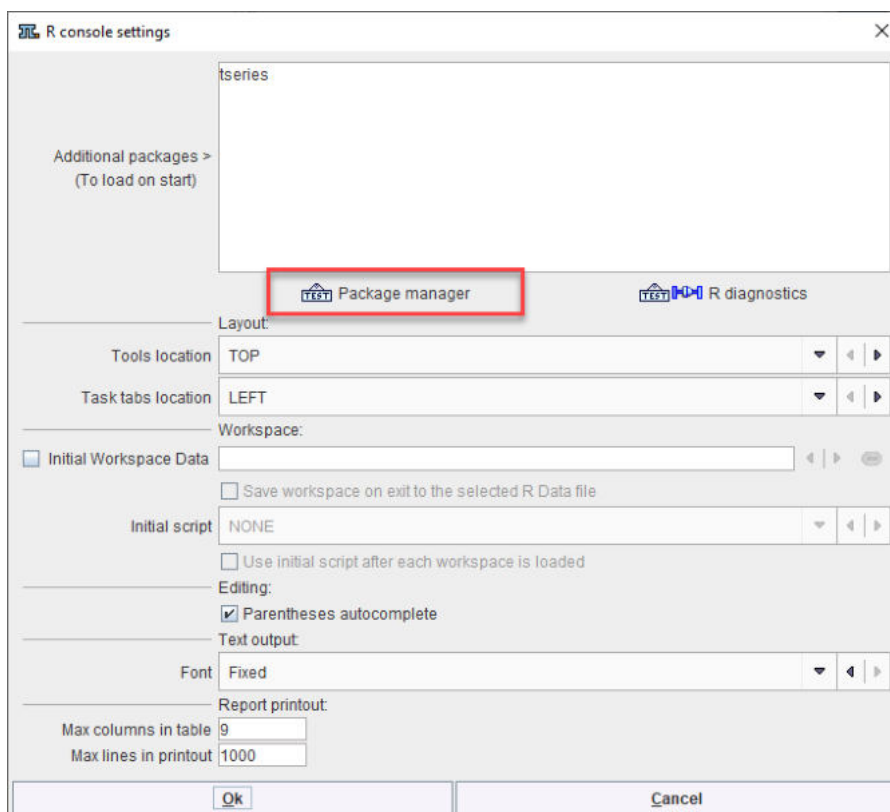 R console settings
tseries
Additional packages >
(To load on start)
TEST Package manager
TEST R diagnostics
Layout:
Tools location TOP
Task tabs location LEFT
Workspace:
Initial Workspace Data
Save workspace on exit to the selected R Data file
Initial script NONE
Use initial script after each workspace is loaded
Editing:
Parentheses autocomplete
Text output:
Font Fixed
Report printout:
Max columns in table 9
Max lines in printout 1000
Ok Cancel